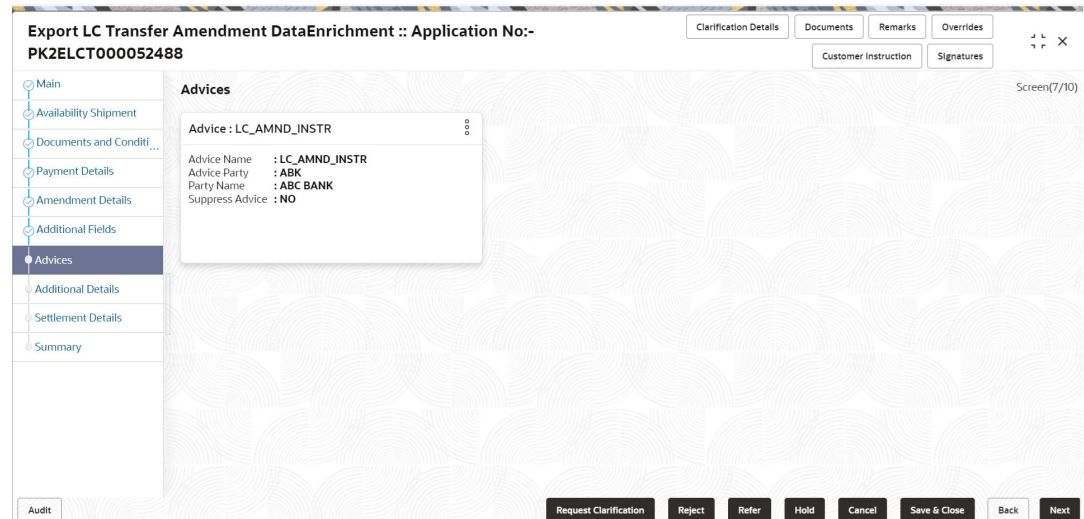 Export LC Transfer Amendment DataEnrichment :: Application No:-
PK2ELCT000052488
Clarification Details
Documents
Remarks
Overrides
Customer Instruction
Signatures
Main
Availability Shipment
Documents and Conditi...
Payment Details
Amendment Details
Additional Fields
Advices
Additional Details
Settlement Details
Summary
Advices
Screen(7/10)
Advice : LC_AMND_INSTR
Advice Name : LC_AMND_INSTR
Advice Party : ABK
Party Name : ABC BANK
Suppress Advice : NO
Audit
Request Clarification
Reject
Refer
Hold
Cancel
Save & Close
Back
Next